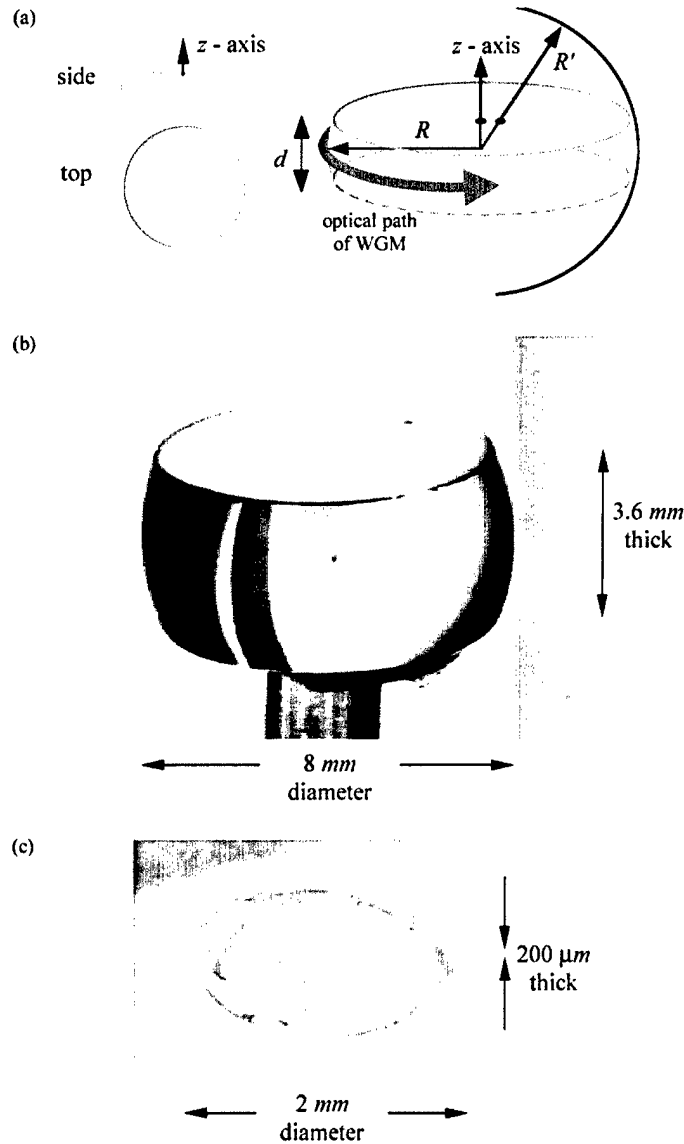 (a)
z - axis
side
top
d
R
z - axis
R'
optical path
of WGM
(b)
3.6 mm
thick
8 mm
diameter
(c)
200 µm
thick
2 mm
diameter